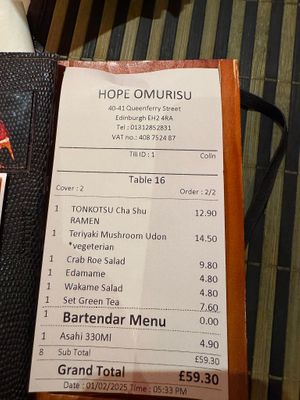 HOPE OMURISU
40-41 Queenferry Street
Edinburgh EH2 4RA
Tel : 01312852831
VAT no.: 408 7524 87
Till ID : 1 Colln
Table 16
Cover : 2 Order : 2/2
1 TONKOTSU Cha Shu 12.90
RAMEN
1 Teriyaki Mushroom Udon 14.50
*vegeterian
1 Crab Roe Salad 9.80
1 Edamame 4.80
1 Wakame Salad 4.80
1 Set Green Tea 7.60
1 Bartendar Menu 0.00
1 Asahi 330Ml 4.90
8 Sub Total £59.30
Grand Total £59.30
Date : 01/02/2025 Time : 05:33 PM